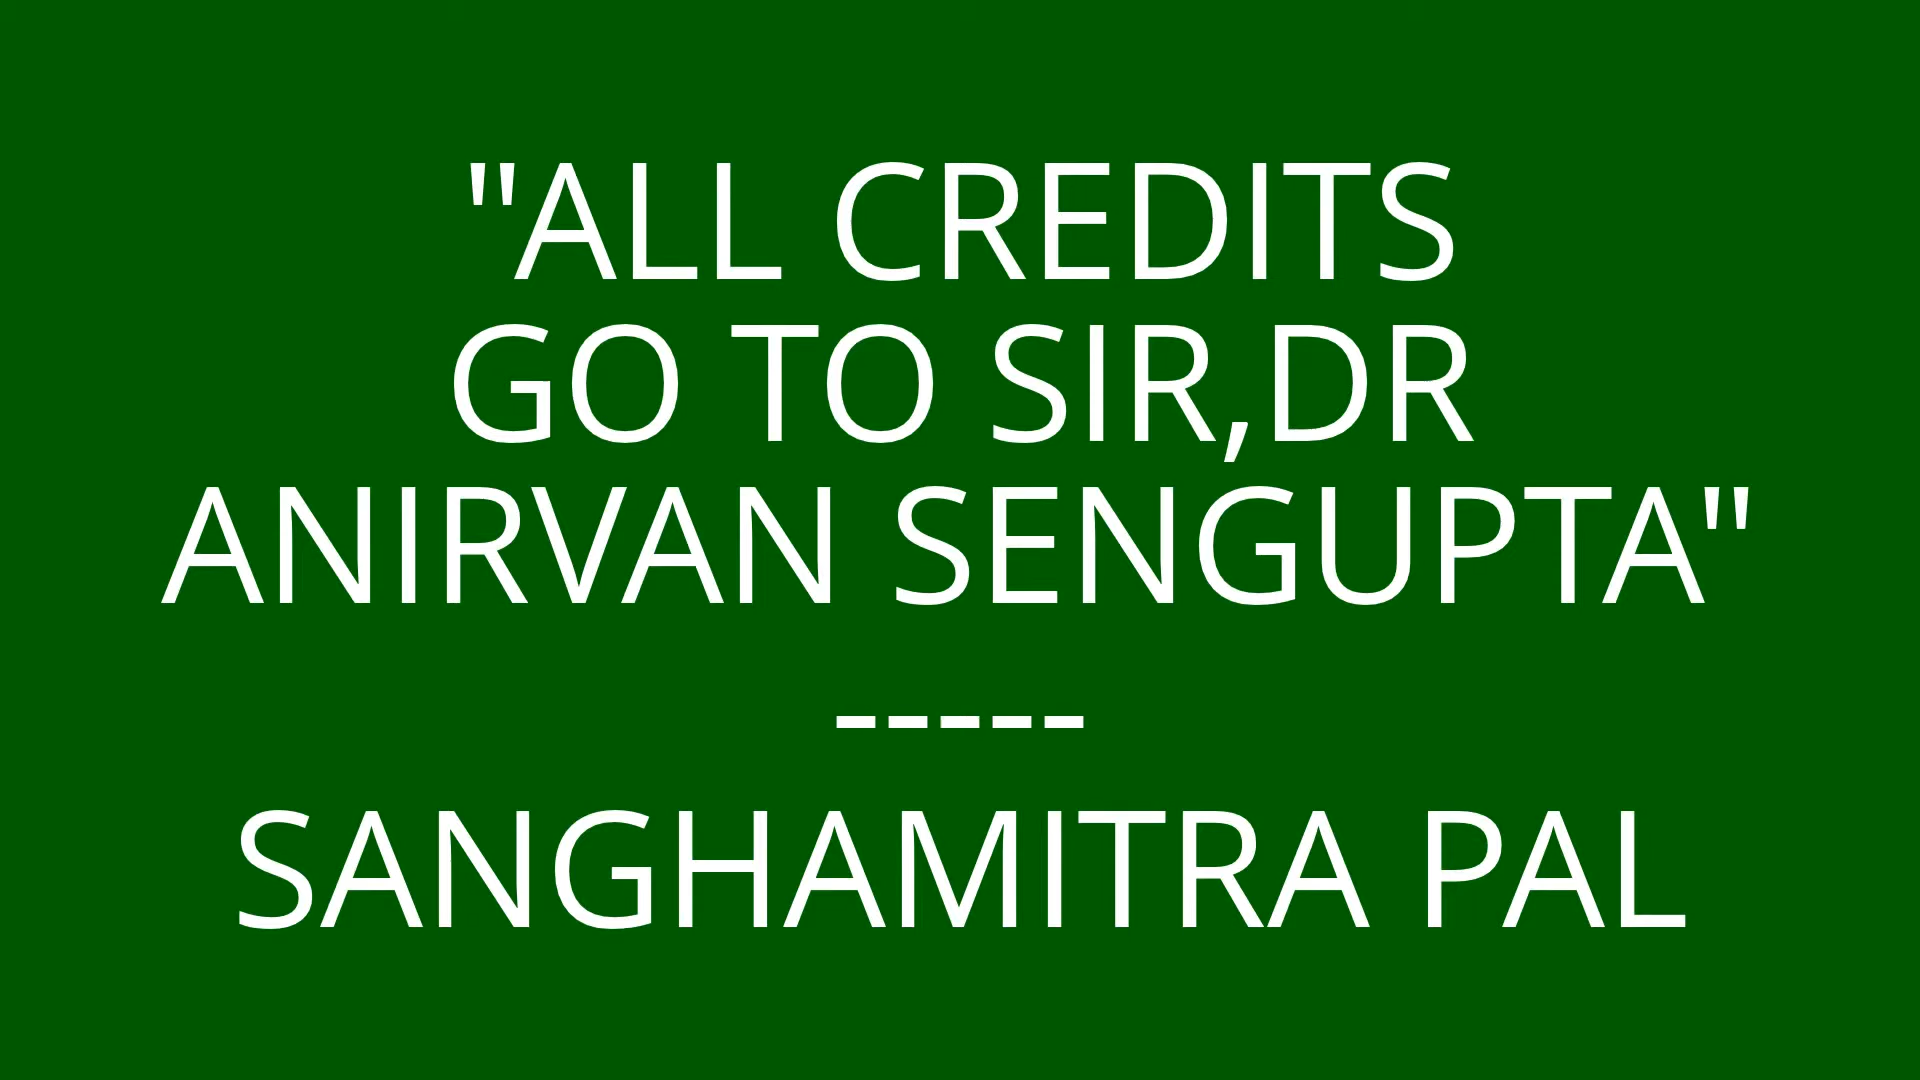 "ALL CREDITS
GO TO SIR,DR
ANIRVAN SENGUPTA"
-----
SANGHAMITRA PAL